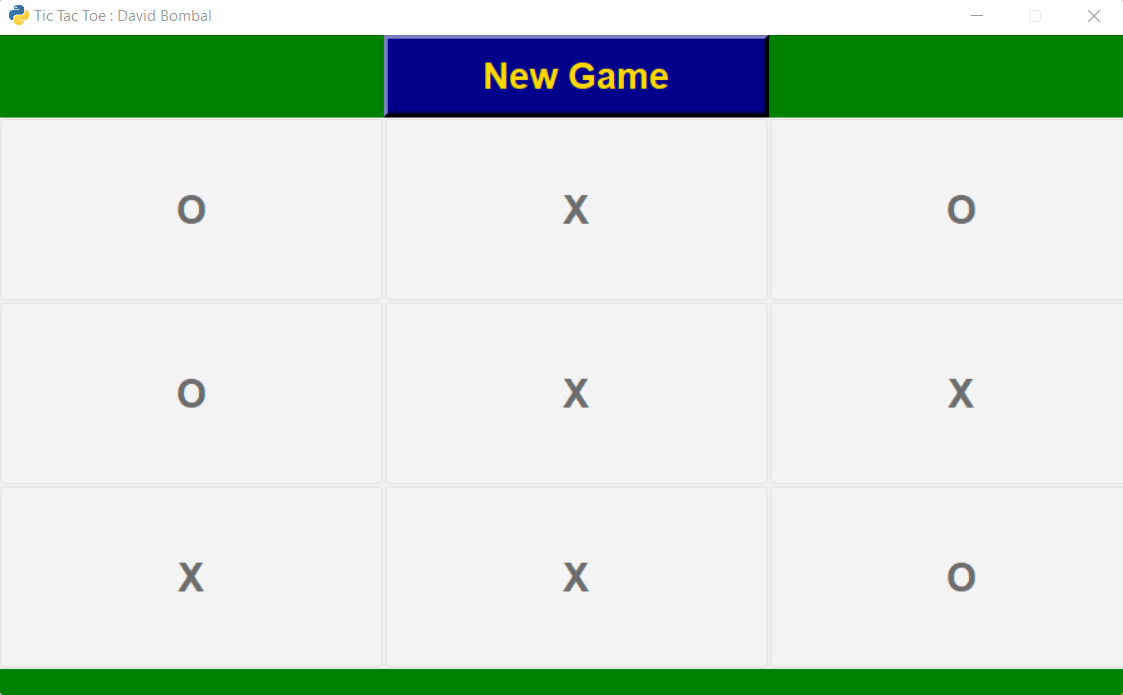 Tic Tac Toe : David Bombal
New Game
O X O
O X X
X X O